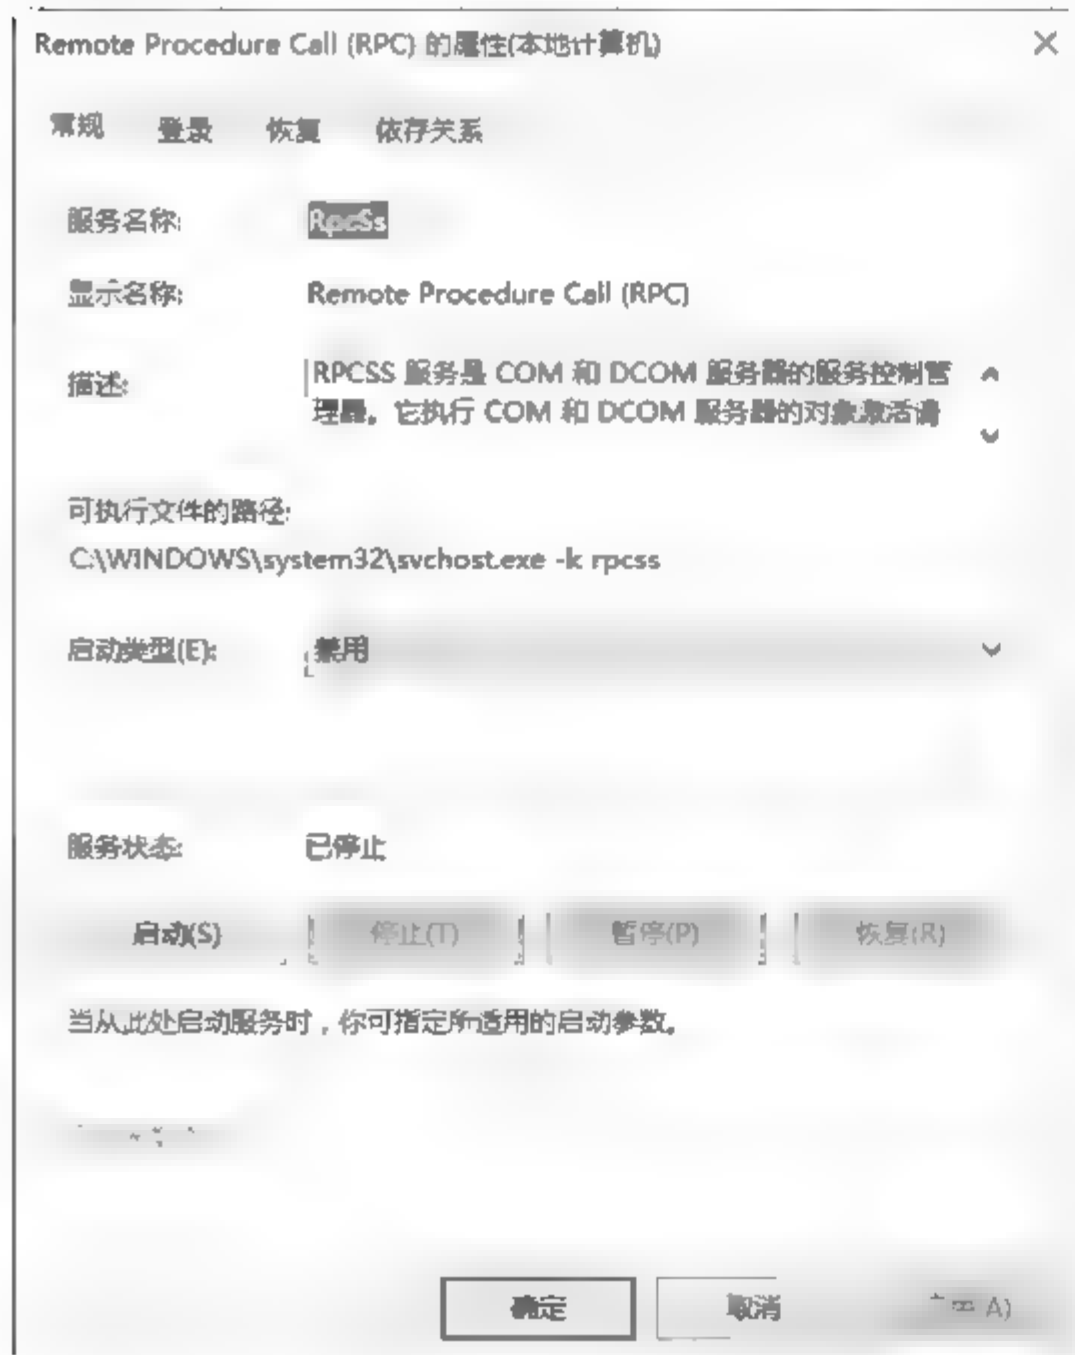 Remote Procedure Call (RPC) 的属性(本地计算机)
常规 登录 恢复 依存关系
服务名称: RpcSs
显示名称: Remote Procedure Call (RPC)
描述: RPCSS 服务是 COM 和 DCOM 服务器的服务控制管
理器。它执行 COM 和 DCOM 服务器的对象激活请
可执行文件的路径:
C:\WINDOWS\system32\svchost.exe -k rpcss
启动类型(E): 禁用
服务状态: 已停止
启动(S) 停止(T) 暂停(P) 恢复(R)
当从此处启动服务时，你可指定所适用的启动参数。
确定 取消 A)